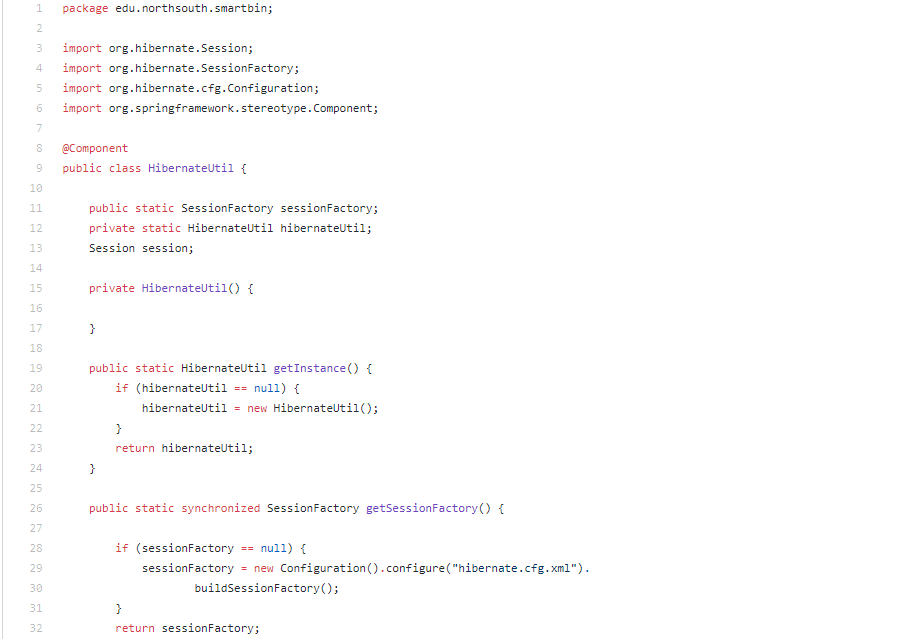 1 package edu.northsouth.smartbin;
2
3 import org.hibernate.Session;
4 import org.hibernate.SessionFactory;
5 import org.hibernate.cfg.Configuration;
6 import org.springframework.stereotype.Component;
7
8 @Component
9 public class HibernateUtil {
10
11     public static SessionFactory sessionFactory;
12     private static HibernateUtil hibernateUtil;
13     Session session;
14
15     private HibernateUtil() {
16
17     }
18
19     public static HibernateUtil getInstance() {
20         if (hibernateUtil == null) {
21             hibernateUtil = new HibernateUtil();
22         }
23         return hibernateUtil;
24     }
25
26     public static synchronized SessionFactory getSessionFactory() {
27
28         if (sessionFactory == null) {
29             sessionFactory = new Configuration().configure("hibernate.cfg.xml").
30                     buildSessionFactory();
31         }
32         return sessionFactory;